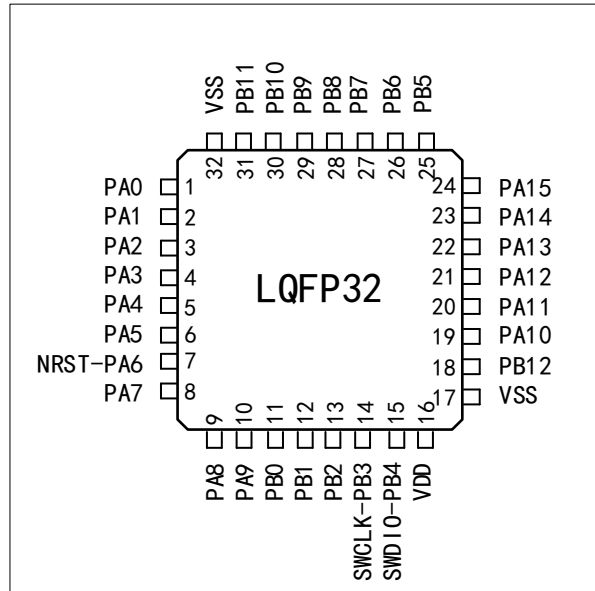 VSS PB11 PB10 PB9 PB8 PB7 PB6 PB5
32 31 30 29 28 27 26 25
PA0 1 24 PA15
PA1 2 23 PA14
PA2 3 22 PA13
PA3 4 LQFP32 21 PA12
PA4 5 20 PA11
PA5 6 19 PA10
NRST-PA6 7 18 PB12
PA7 8 17 VSS
9 10 11 12 13 14 15 16
PA8 PA9 PB0 PB1 PB2 SWCLK-PB3 SWDIO-PB4 VDD